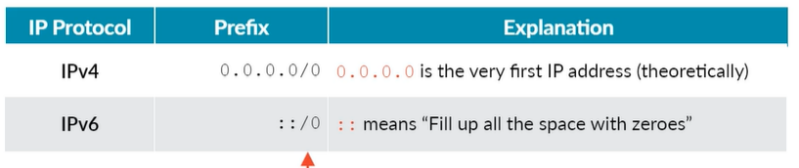 IP Protocol Prefix Explanation
IPv4 0.0.0.0/0 0.0.0.0 is the very first IP address (theoretically)
IPv6 ::/0 :: means “Fill up all the space with zeroes”